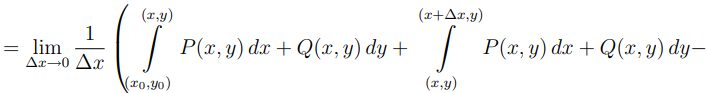 = lim_{Δx→0} 1/Δx ( ∫_{(x₀,y₀)}^{(x,y)} P(x, y) dx + Q(x, y) dy + ∫_{(x,y)}^{(x+Δx,y)} P(x, y) dx + Q(x, y) dy−